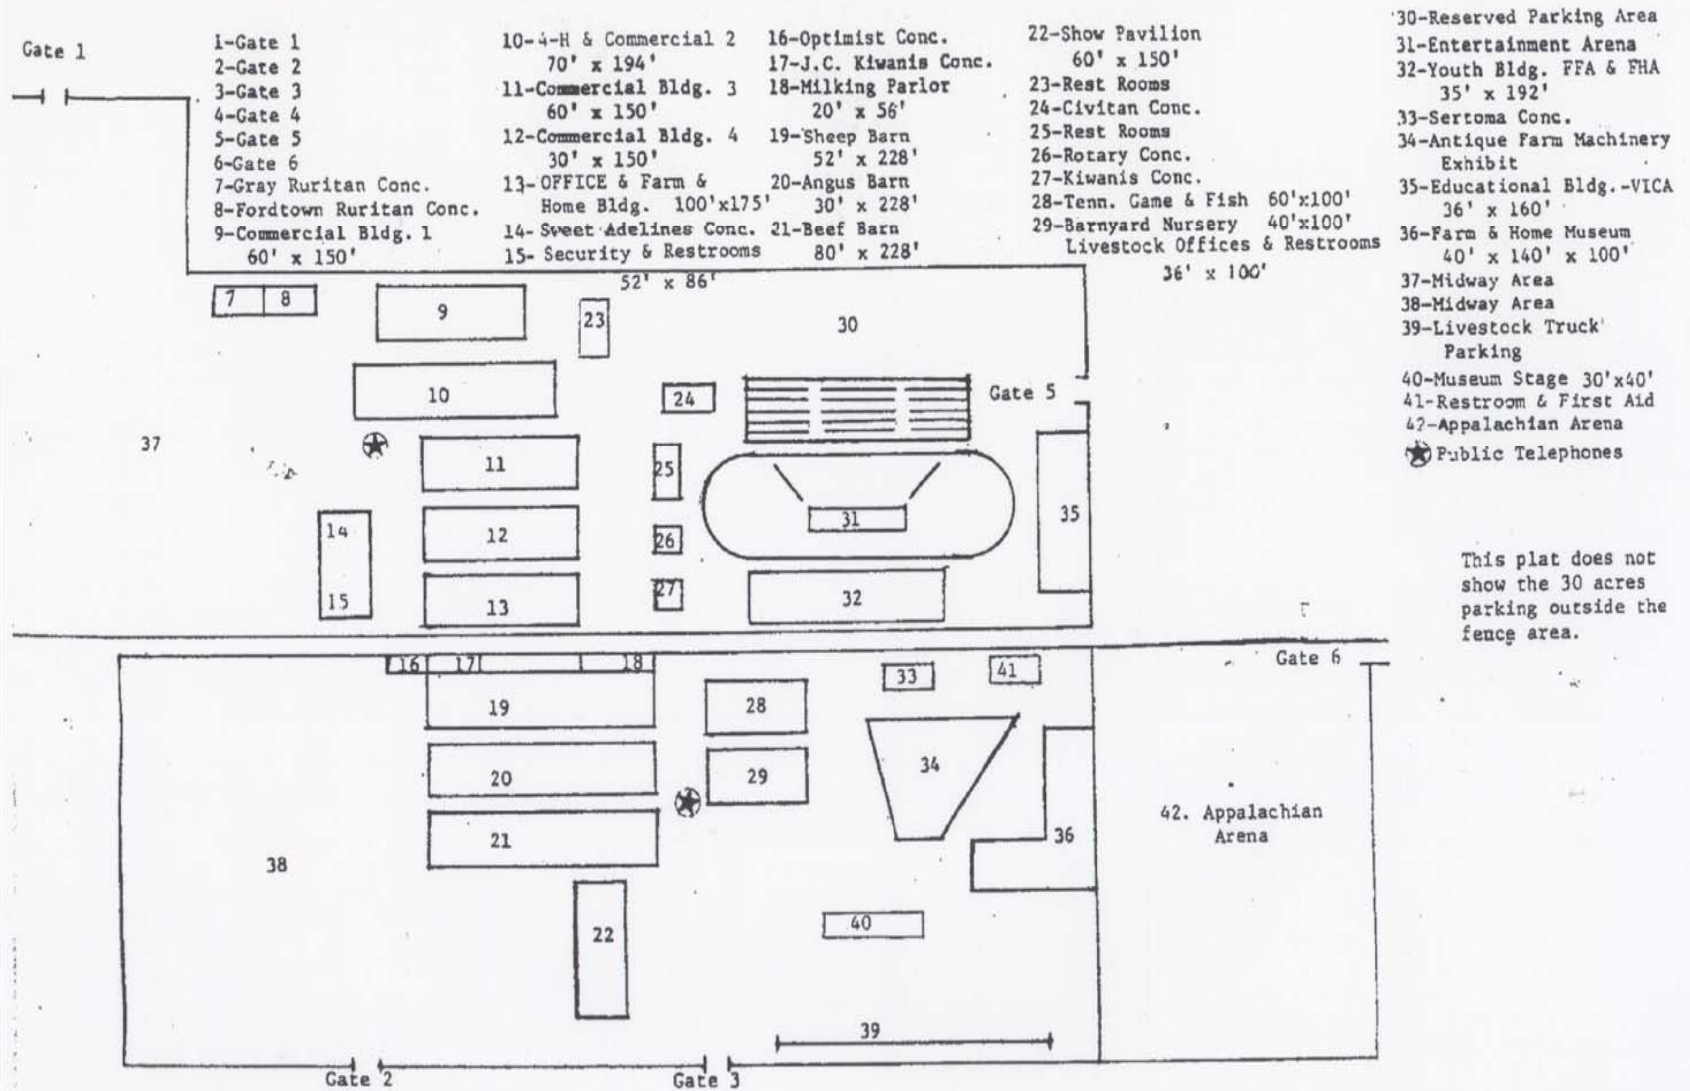 Gate 1
1-Gate 1
2-Gate 2
3-Gate 3
4-Gate 4
5-Gate 5
6-Gate 6
7-Gray Ruritan Conc.
8-Fordtown Ruritan Conc.
9-Commercial Bldg. 1
60' x 150'
10-4-H & Commercial 2
70' x 194'
11-Commercial Bldg. 3
60' x 150'
12-Commercial Bldg. 4
30' x 150'
13-OFFICE & Farm &
Home Bldg. 100'x175'
14- Sweet Adelines Conc.
15- Security & Restrooms
52' x 86'
16-Optimist Conc.
17-J.C. Kiwanis Conc.
18-Milking Parlor
20' x 56'
19-Sheep Barn
52' x 228'
20-Angus Barn
30' x 228'
21-Beef Barn
80' x 228'
22-Show Pavilion
60' x 150'
23-Rest Rooms
24-Civitan Conc.
25-Rest Rooms
26-Rotary Conc.
27-Kiwanis Conc.
28-Tenn. Game & Fish 60'x100'
29-Barnyard Nursery 40'x100'
Livestock Offices & Restrooms
36' x 100'
30-Reserved Parking Area
31-Entertainment Arena
32-Youth Bldg. FFA & FHA
35' x 192'
33-Sertoma Conc.
34-Antique Farm Machinery
Exhibit
35-Educational Bldg.-VICA
36' x 160'
36-Farm & Home Museum
40' x 140' x 100'
37-Midway Area
38-Midway Area
39-Livestock Truck
Parking
40-Museum Stage 30'x40'
41-Restroom & First Aid
42-Appalachian Arena
Public Telephones
This plat does not
show the 30 acres
parking outside the
fence area.
7
8
9
23
30
10
24
Gate 5
37
11
25
14
12
26
31
35
15
13
27
32
16
17
18
33
41
Gate 6
19
28
34
20
29
42. Appalachian
Arena
21
36
38
22
40
39
Gate 2
Gate 3